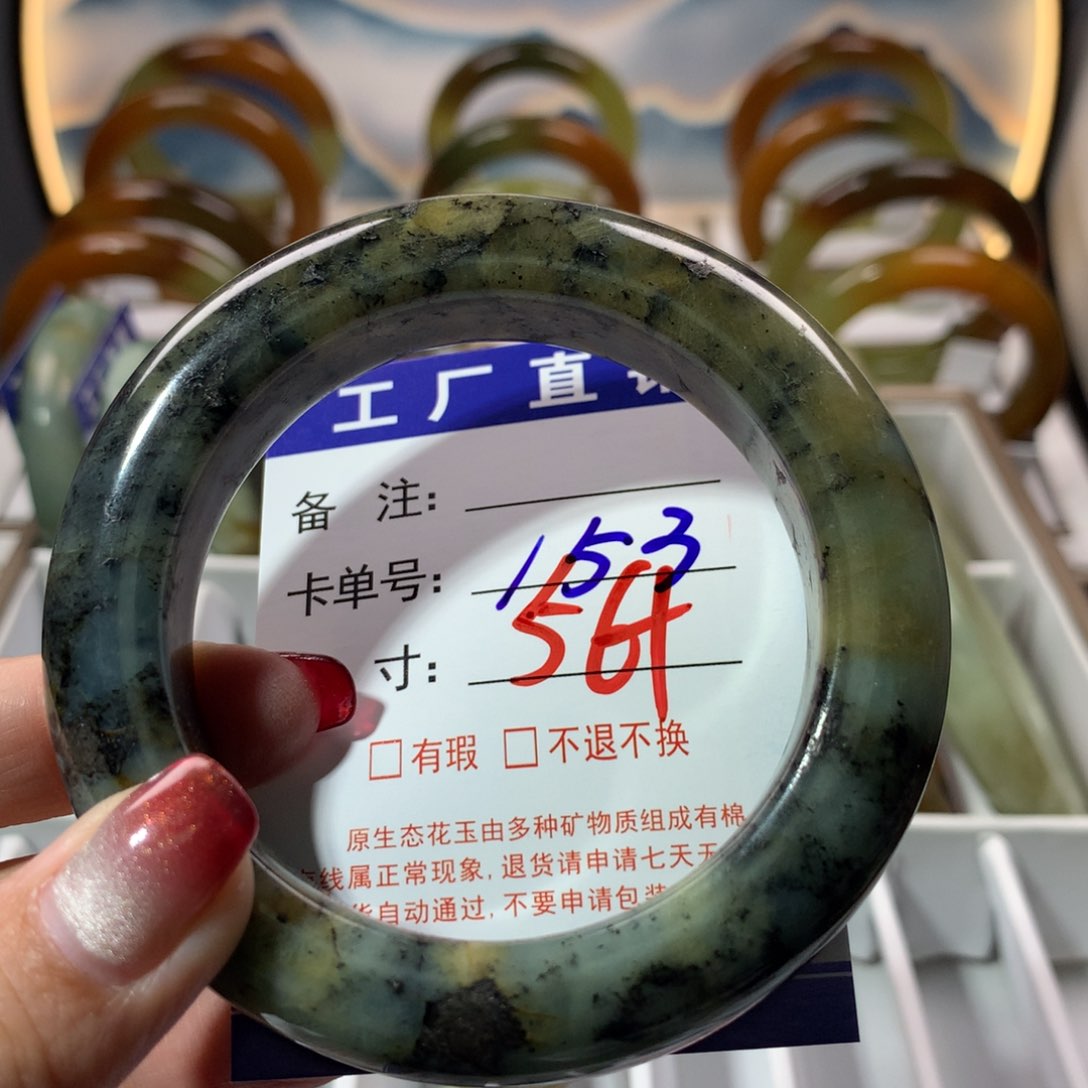 工厂直
备 注:
卡单号: 153
寸: 564
□有瑕 □不退不换
原生态花玉由多种矿物质组成有棉
线属正常现象,退货请申请七天无
自动通过,不要申请包装